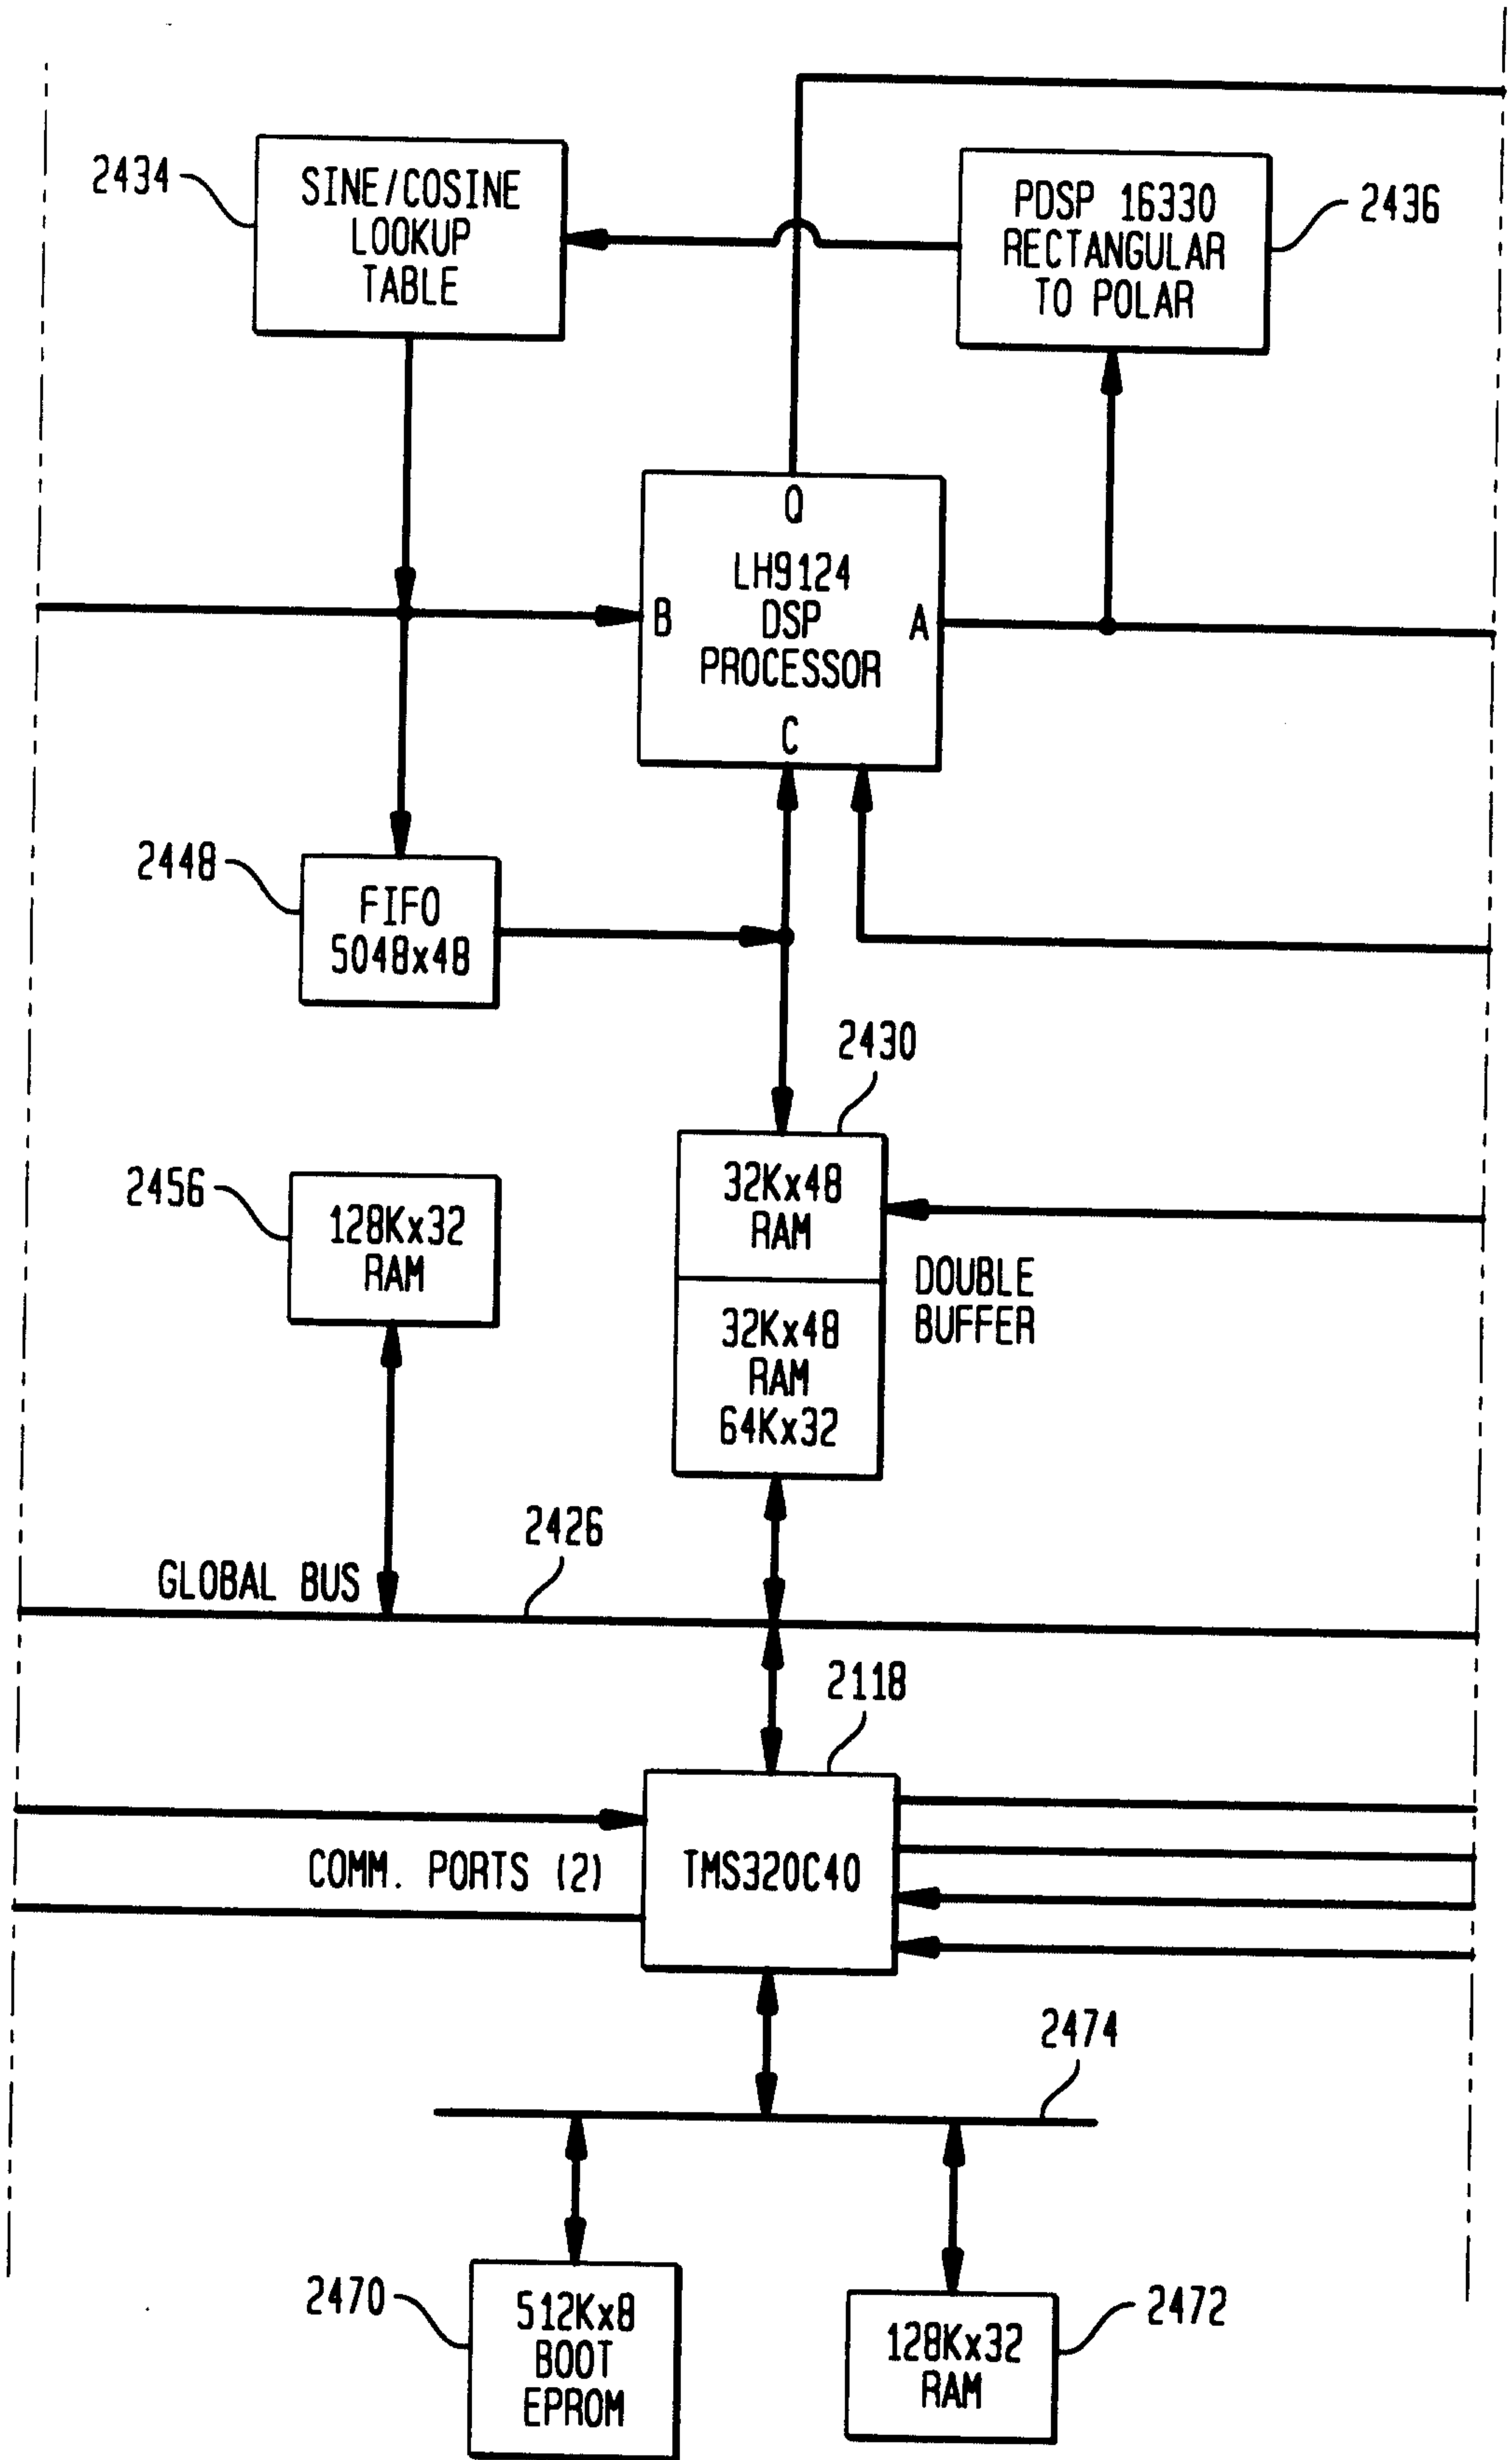 2434
SINE/COSINE
LOOKUP
TABLE
PDSP 16330
RECTANGULAR
TO POLAR
2436
Q
LH9124
DSP
PROCESSOR
B
A
C
2448
FIFO
5048x48
2430
2456
128Kx32
RAM
32Kx48
RAM
32Kx48
RAM
64Kx32
DOUBLE
BUFFER
GLOBAL BUS
2426
2118
COMM. PORTS (2)
TMS320C40
2474
2470
512Kx8
BOOT
EPROM
128Kx32
RAM
2472